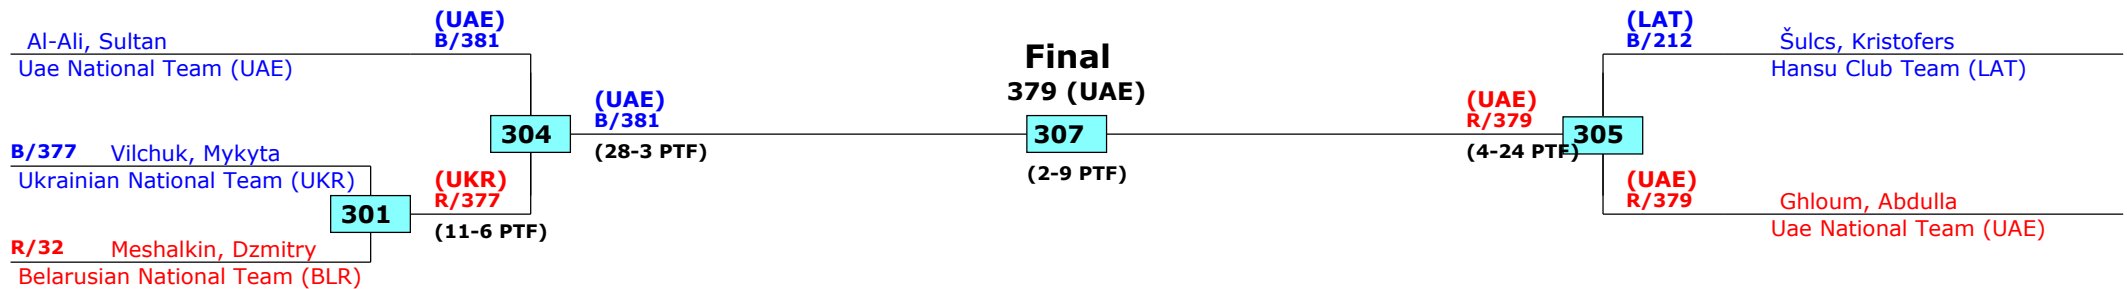 (UAE)
B/381
Al-Ali, Sultan
Uae National Team (UAE)
B/377 Vilchuk, Mykyta
Ukrainian National Team (UKR)
301
R/32 Meshalkin, Dzmitry
Belarusian National Team (BLR)
(UKR)
R/377
(11-6 PTF)
304
(UAE)
B/381
(28-3 PTF)
Final
379 (UAE)
307
(2-9 PTF)
(UAE)
R/379
(4-24 PTF)
305
(LAT)
B/212
Šulcs, Kristofers
Hansu Club Team (LAT)
(UAE)
R/379
Ghloum, Abdulla
Uae National Team (UAE)